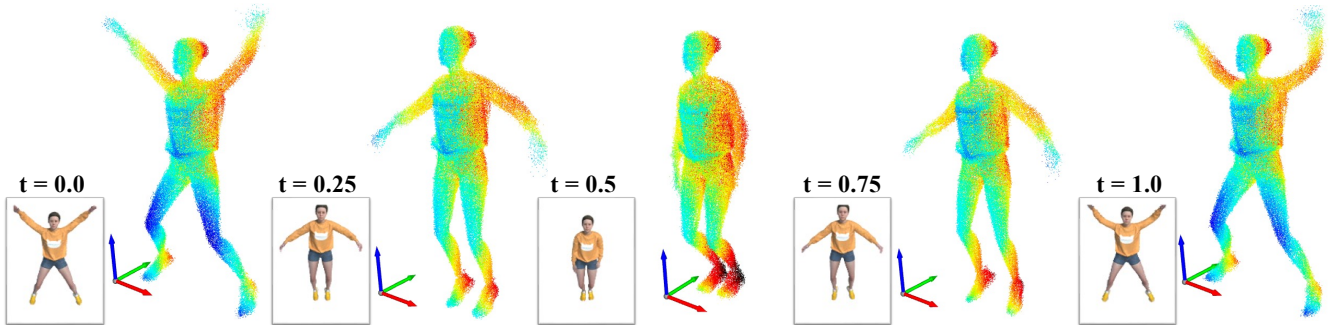 t = 0.0
t = 0.25
t = 0.5
t = 0.75
t = 1.0